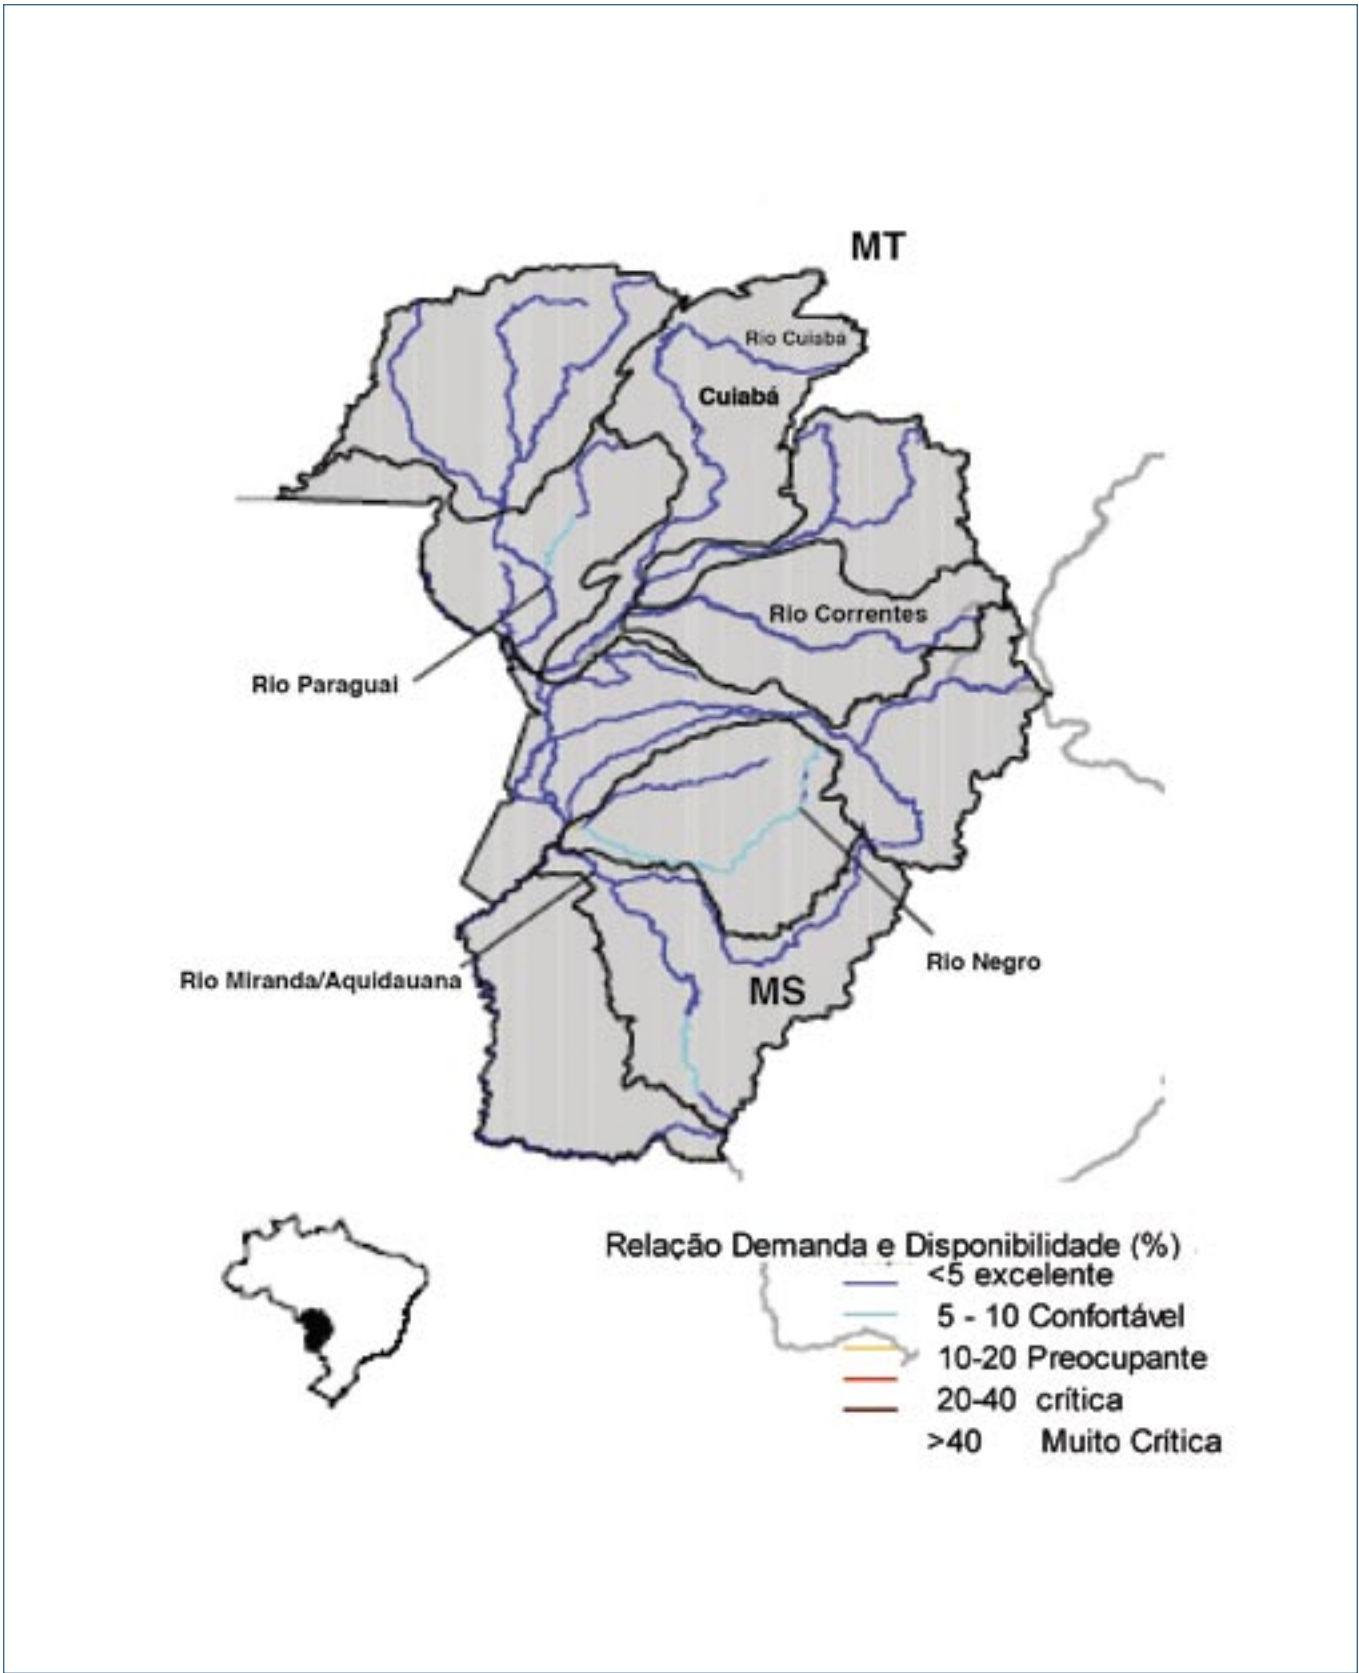 MT
Rio Cuiabá
Cuiabá
Rio Correntes
Rio Paraguai
Rio Negro
Rio Miranda/Aquidauana
MS
Relação Demanda e Disponibilidade (%)
<5 excelente
5 - 10 Confortável
10-20 Preocupante
20-40 crítica
>40 Muito Crítica